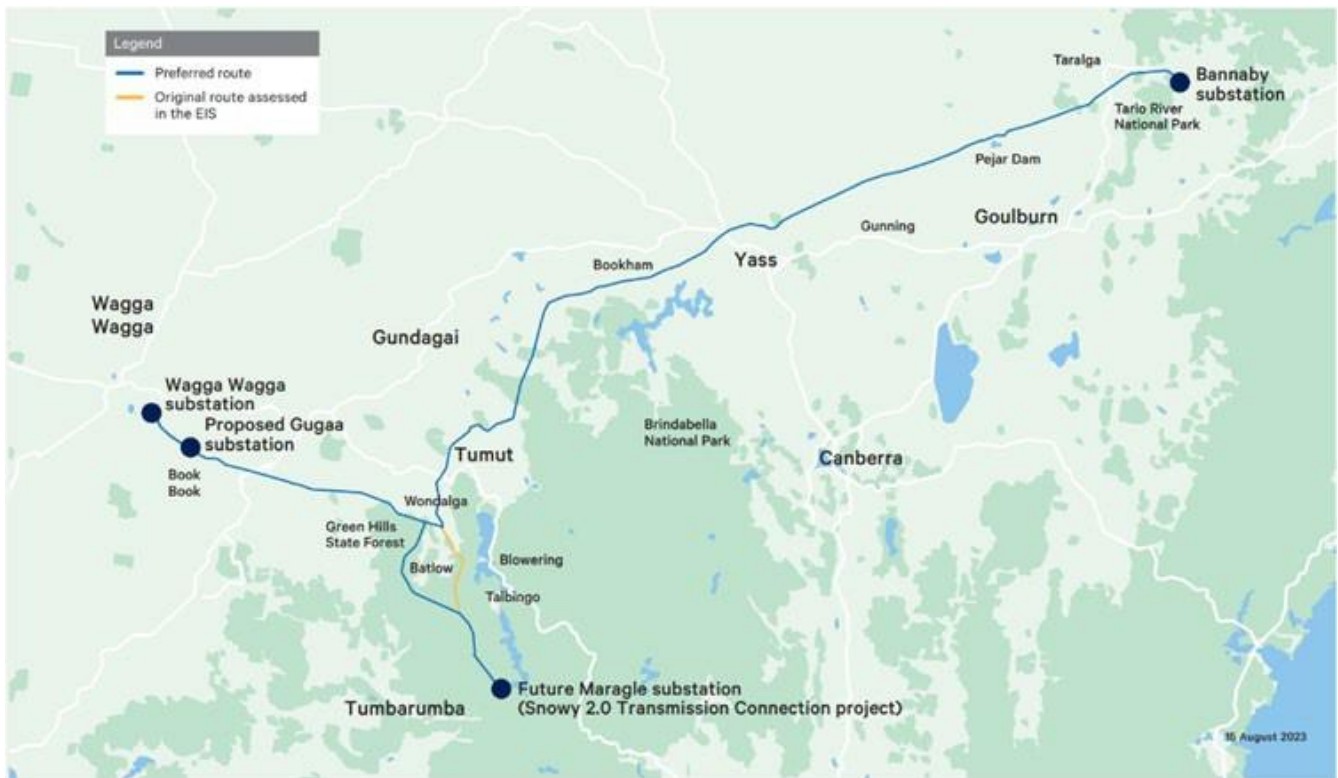 Legend
Preferred route
Original route assessed
in the EIS
Taralga
Bannaby
substation
Tarlo River
National Park
Pejar Dam
Goulburn
Gunning
Yass
Bookham
Wagga
Wagga
Gundagai
Wagga Wagga
substation
Proposed Gugaa
substation
Brindabella
National Park
Tumut
Canberra
Book
Book
Wondalga
Green Hills
State Forest
Batlow
Blowering
Talbingo
Future Maragle substation
(Snowy 2.0 Transmission Connection project)
Tumbarumba
15 August 2023